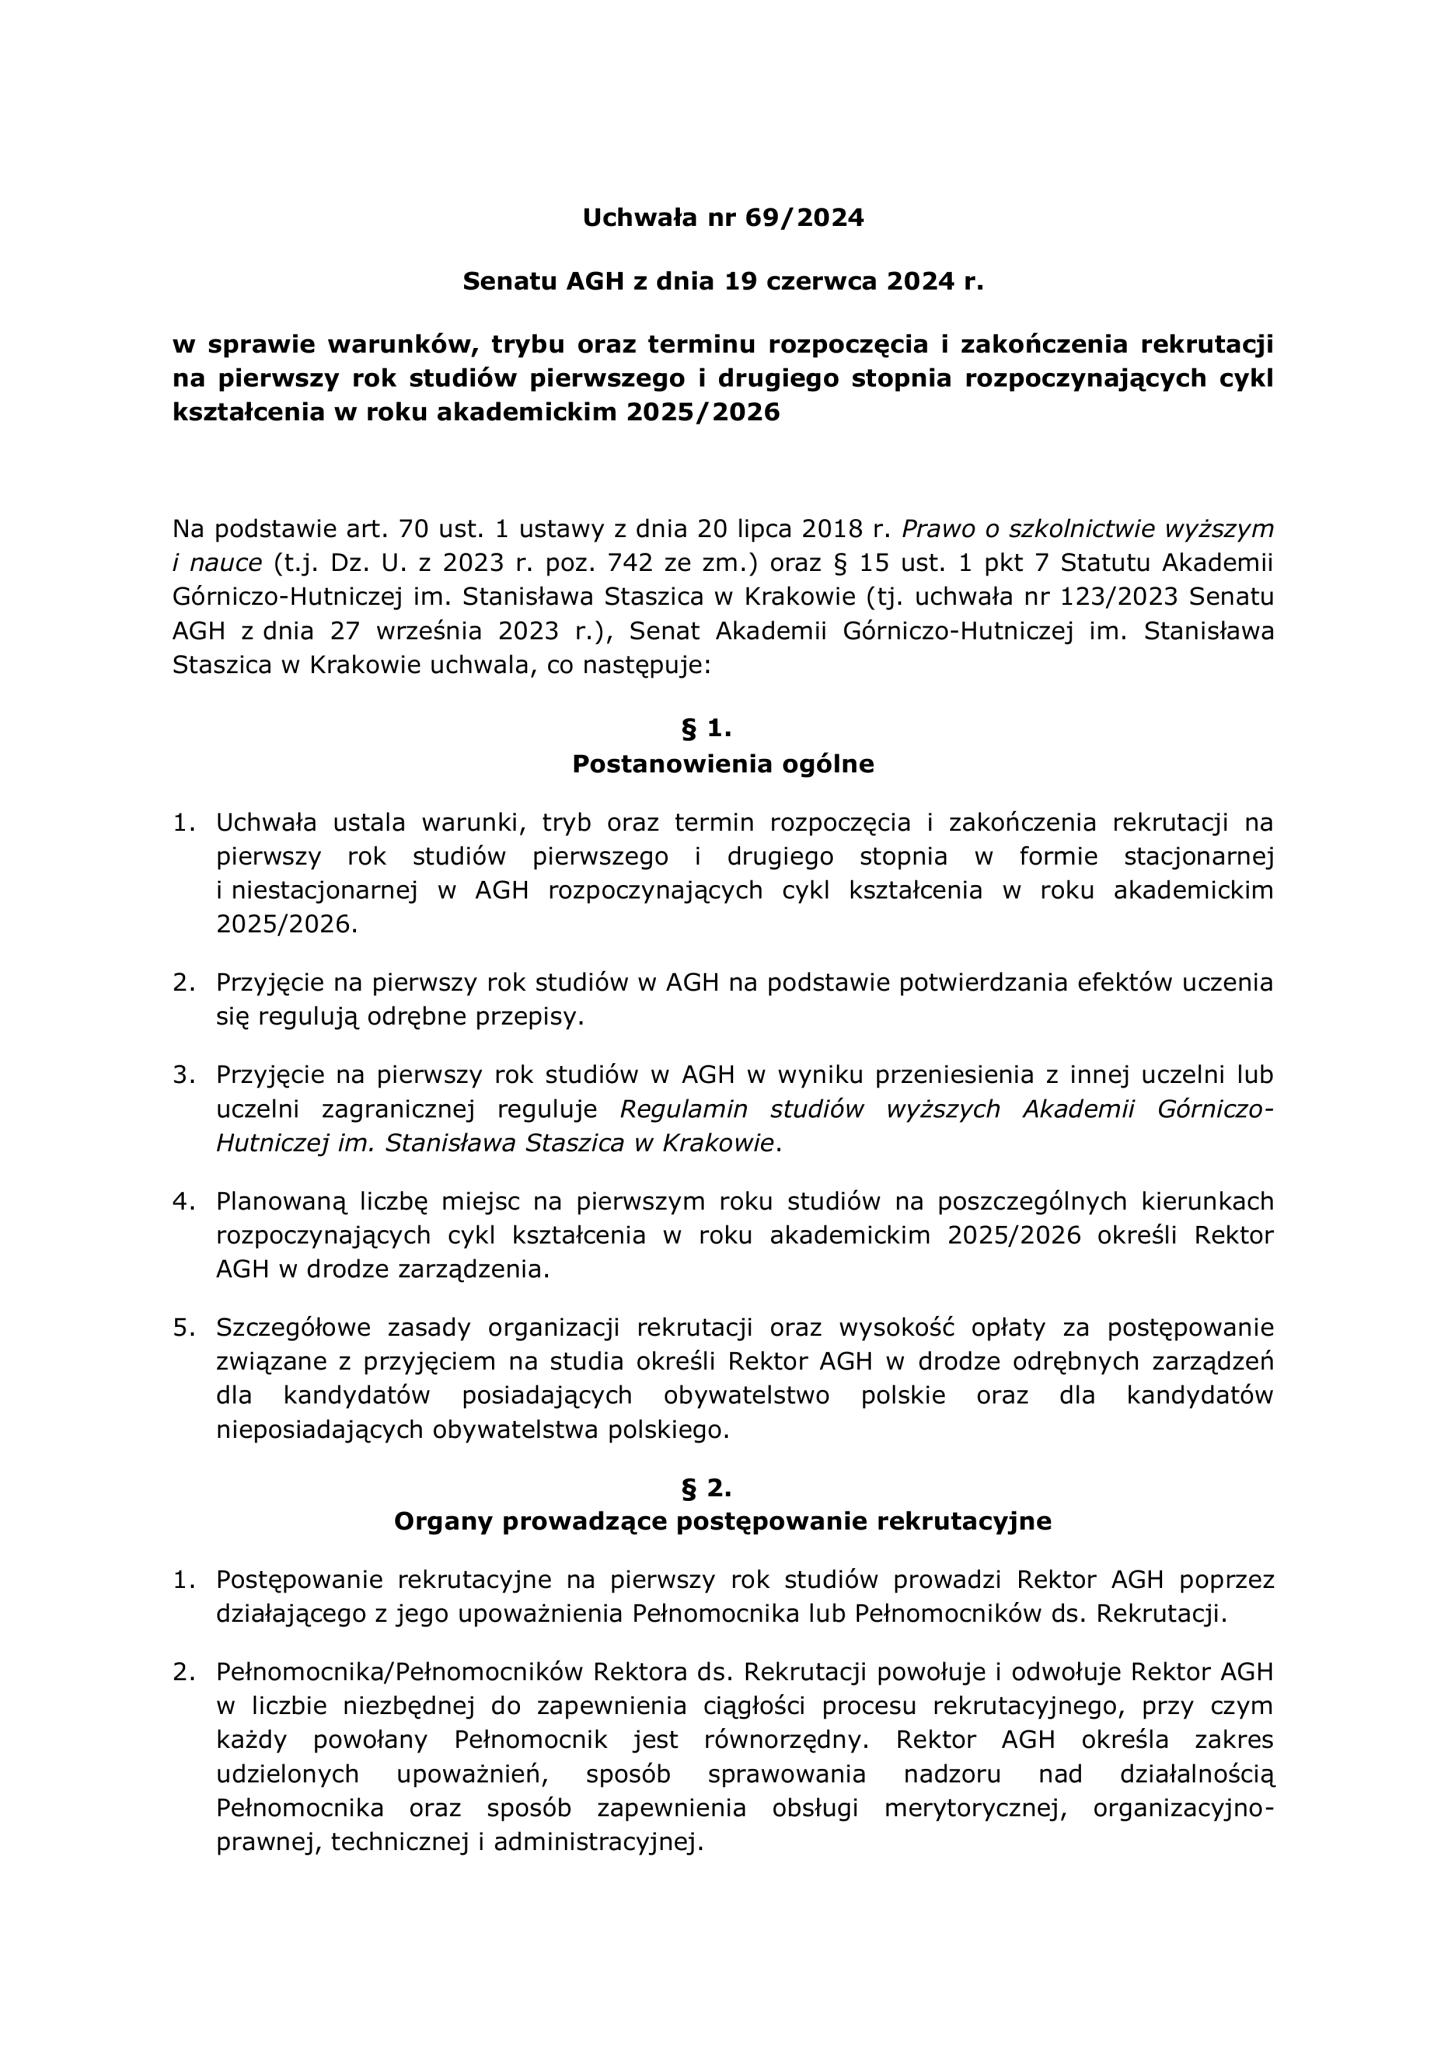 Uchwała nr 69/2024
Senatu AGH z dnia 19 czerwca 2024 r.
w sprawie warunków, trybu oraz terminu rozpoczęcia i zakończenia rekrutacji
na pierwszy rok studiów pierwszego i drugiego stopnia rozpoczynających cykl
kształcenia w roku akademickim 2025/2026
Na podstawie art. 70 ust. 1 ustawy z dnia 20 lipca 2018 r. Prawo o szkolnictwie wyższym
i nauce (t.j. Dz. U. z 2023 r. poz. 742 ze zm.) oraz § 15 ust. 1 pkt 7 Statutu Akademii
Górniczo-Hutniczej im. Stanisława Staszica w Krakowie (tj. uchwała nr 123/2023 Senatu
AGH z dnia 27 września 2023 r.), Senat Akademii Górniczo-Hutniczej im. Stanisława
Staszica w Krakowie uchwala, co następuje:
§ 1.
Postanowienia ogólne
1. Uchwała ustala warunki, tryb oraz termin rozpoczęcia i zakończenia rekrutacji na
pierwszy rok studiów pierwszego i drugiego stopnia w formie stacjonarnej
i niestacjonarnej w AGH rozpoczynających cykl kształcenia w roku akademickim
2025/2026.
2. Przyjęcie na pierwszy rok studiów w AGH na podstawie potwierdzania efektów uczenia
się regulują odrębne przepisy.
3. Przyjęcie na pierwszy rok studiów w AGH w wyniku przeniesienia z innej uczelni lub
uczelni zagranicznej reguluje Regulamin studiów wyższych Akademii Górniczo-
Hutniczej im. Stanisława Staszica w Krakowie.
4. Planowaną liczbę miejsc na pierwszym roku studiów na poszczególnych kierunkach
rozpoczynających cykl kształcenia w roku akademickim 2025/2026 określi Rektor
AGH w drodze zarządzenia.
5. Szczegółowe zasady organizacji rekrutacji oraz wysokość opłaty za postępowanie
związane z przyjęciem na studia określi Rektor AGH w drodze odrębnych zarządzeń
dla kandydatów posiadających obywatelstwo polskie oraz dla kandydatów
nieposiadających obywatelstwa polskiego.
§ 2.
Organy prowadzące postępowanie rekrutacyjne
1. Postępowanie rekrutacyjne na pierwszy rok studiów prowadzi Rektor AGH poprzez
działającego z jego upoważnienia Pełnomocnika lub Pełnomocników ds. Rekrutacji.
2. Pełnomocnika/Pełnomocników Rektora ds. Rekrutacji powołuje i odwołuje Rektor AGH
w liczbie niezbędnej do zapewnienia ciągłości procesu rekrutacyjnego, przy czym
każdy powołany Pełnomocnik jest równorzędny. Rektor AGH określa zakres
udzielonych upoważnień, sposób sprawowania nadzoru nad działalnością
Pełnomocnika oraz sposób zapewnienia obsługi merytorycznej, organizacyjno-
prawnej, technicznej i administracyjnej.